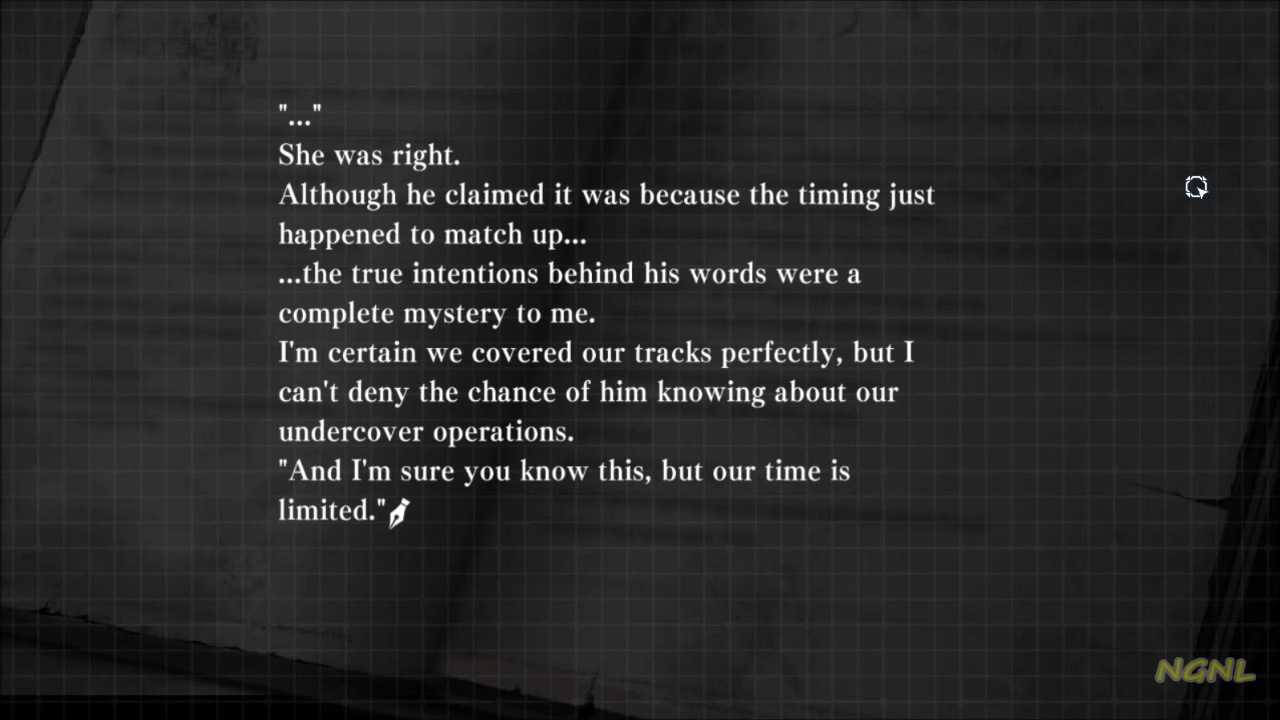 "..."
She was right.
Although he claimed it was because the timing just
happened to match up...
...the true intentions behind his words were a
complete mystery to me.
I'm certain we covered our tracks perfectly, but I
can't deny the chance of him knowing about our
undercover operations.
"And I'm sure you know this, but our time is
limited."
NGNL